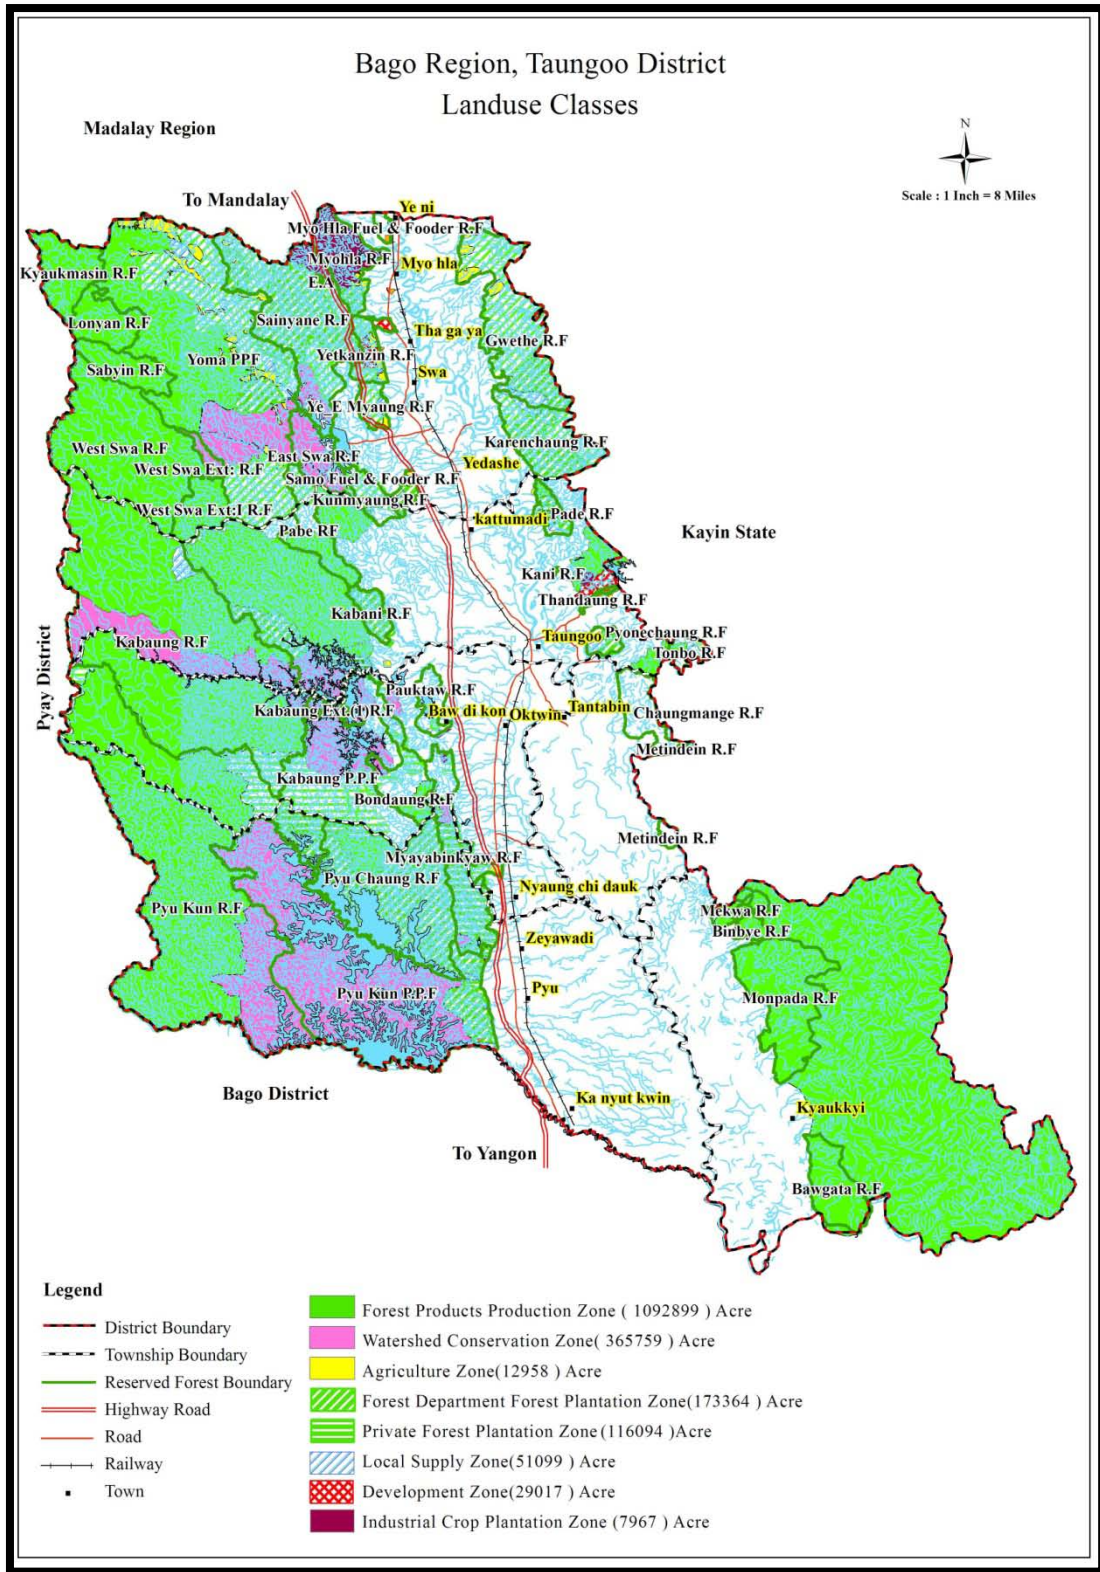 Bago Region, Taungoo District
Landuse Classes
Madalay Region
N
Scale : 1 Inch = 8 Miles
To Mandalay
Ye ni
Myo Hla Fuel & Fooder R.F
Myohla R.F
E.A
Myo hla
Kyaukmasin R.F
Lonyan R.F
Sainyane R.F
Tha ga ya
Gwethe R.F
Yoma PPF
Yetkanzin R.F
Sabyin R.F
Swa
Ye_E Myaung R.F
Karenchaung R.F
West Swa R.F
East Swa R.F
West Swa Ext: R.F
Yedashe
Samo Fuel & Fooder R.F
Kunmyaung R.F
West Swa Ext:I R.F
Pade R.F
Pabe RF
kattumadi
Kayin State
Kani R.F
Thandaung R.F
Kabani R.F
Pyay District
Kabaung R.F
Taungoo
Pyonechaung R.F
Tonbo R.F
Pauktaw R.F
Kabaung Ext.(1)R.F
Baw di kon
Oktwin
Tantabin
Chaungmange R.F
Metindein R.F
Kabaung P.P.F
Bondaung R.F
Metindein R.F
Myayabinkyaw R.F
Pyu Chaung R.F
Nyaung chi dauk
Pyu Kun R.F
Mekwa R.F
Binbye R.F
Zeyawadi
Pyu Kun P.P.F
Pyu
Monpada R.F
Bago District
Ka nyut kwin
Kyaukkyi
To Yangon
Bawgata R.F
Legend
District Boundary
Township Boundary
Reserved Forest Boundary
Highway Road
Road
Railway
Town
Forest Products Production Zone ( 1092899 ) Acre
Watershed Conservation Zone( 365759 ) Acre
Agriculture Zone(12958 ) Acre
Forest Department Forest Plantation Zone(173364 ) Acre
Private Forest Plantation Zone (116094 )Acre
Local Supply Zone(51099 ) Acre
Development Zone(29017 ) Acre
Industrial Crop Plantation Zone (7967 ) Acre